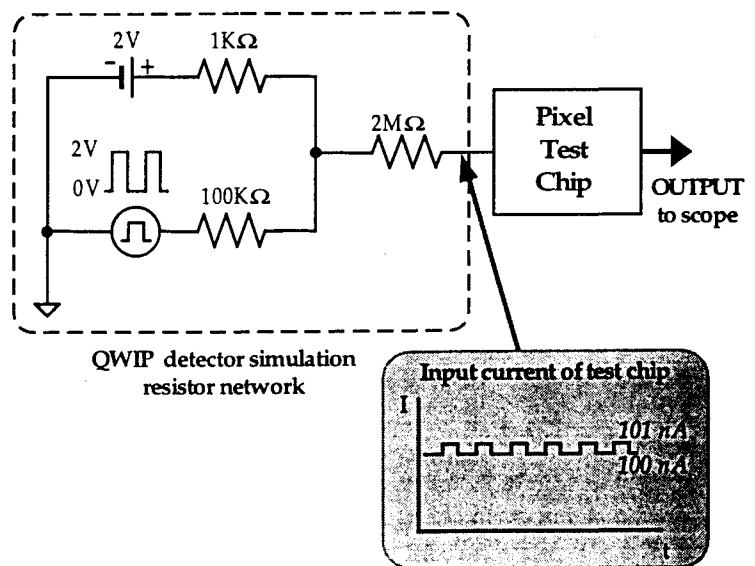 2V
1KΩ
- +
2MΩ
Pixel
Test
Chip
2V
0V
100KΩ
OUTPUT
to scope
QWIP detector simulation
resistor network
Input current of test chip
I
101 nA
100 nA
t